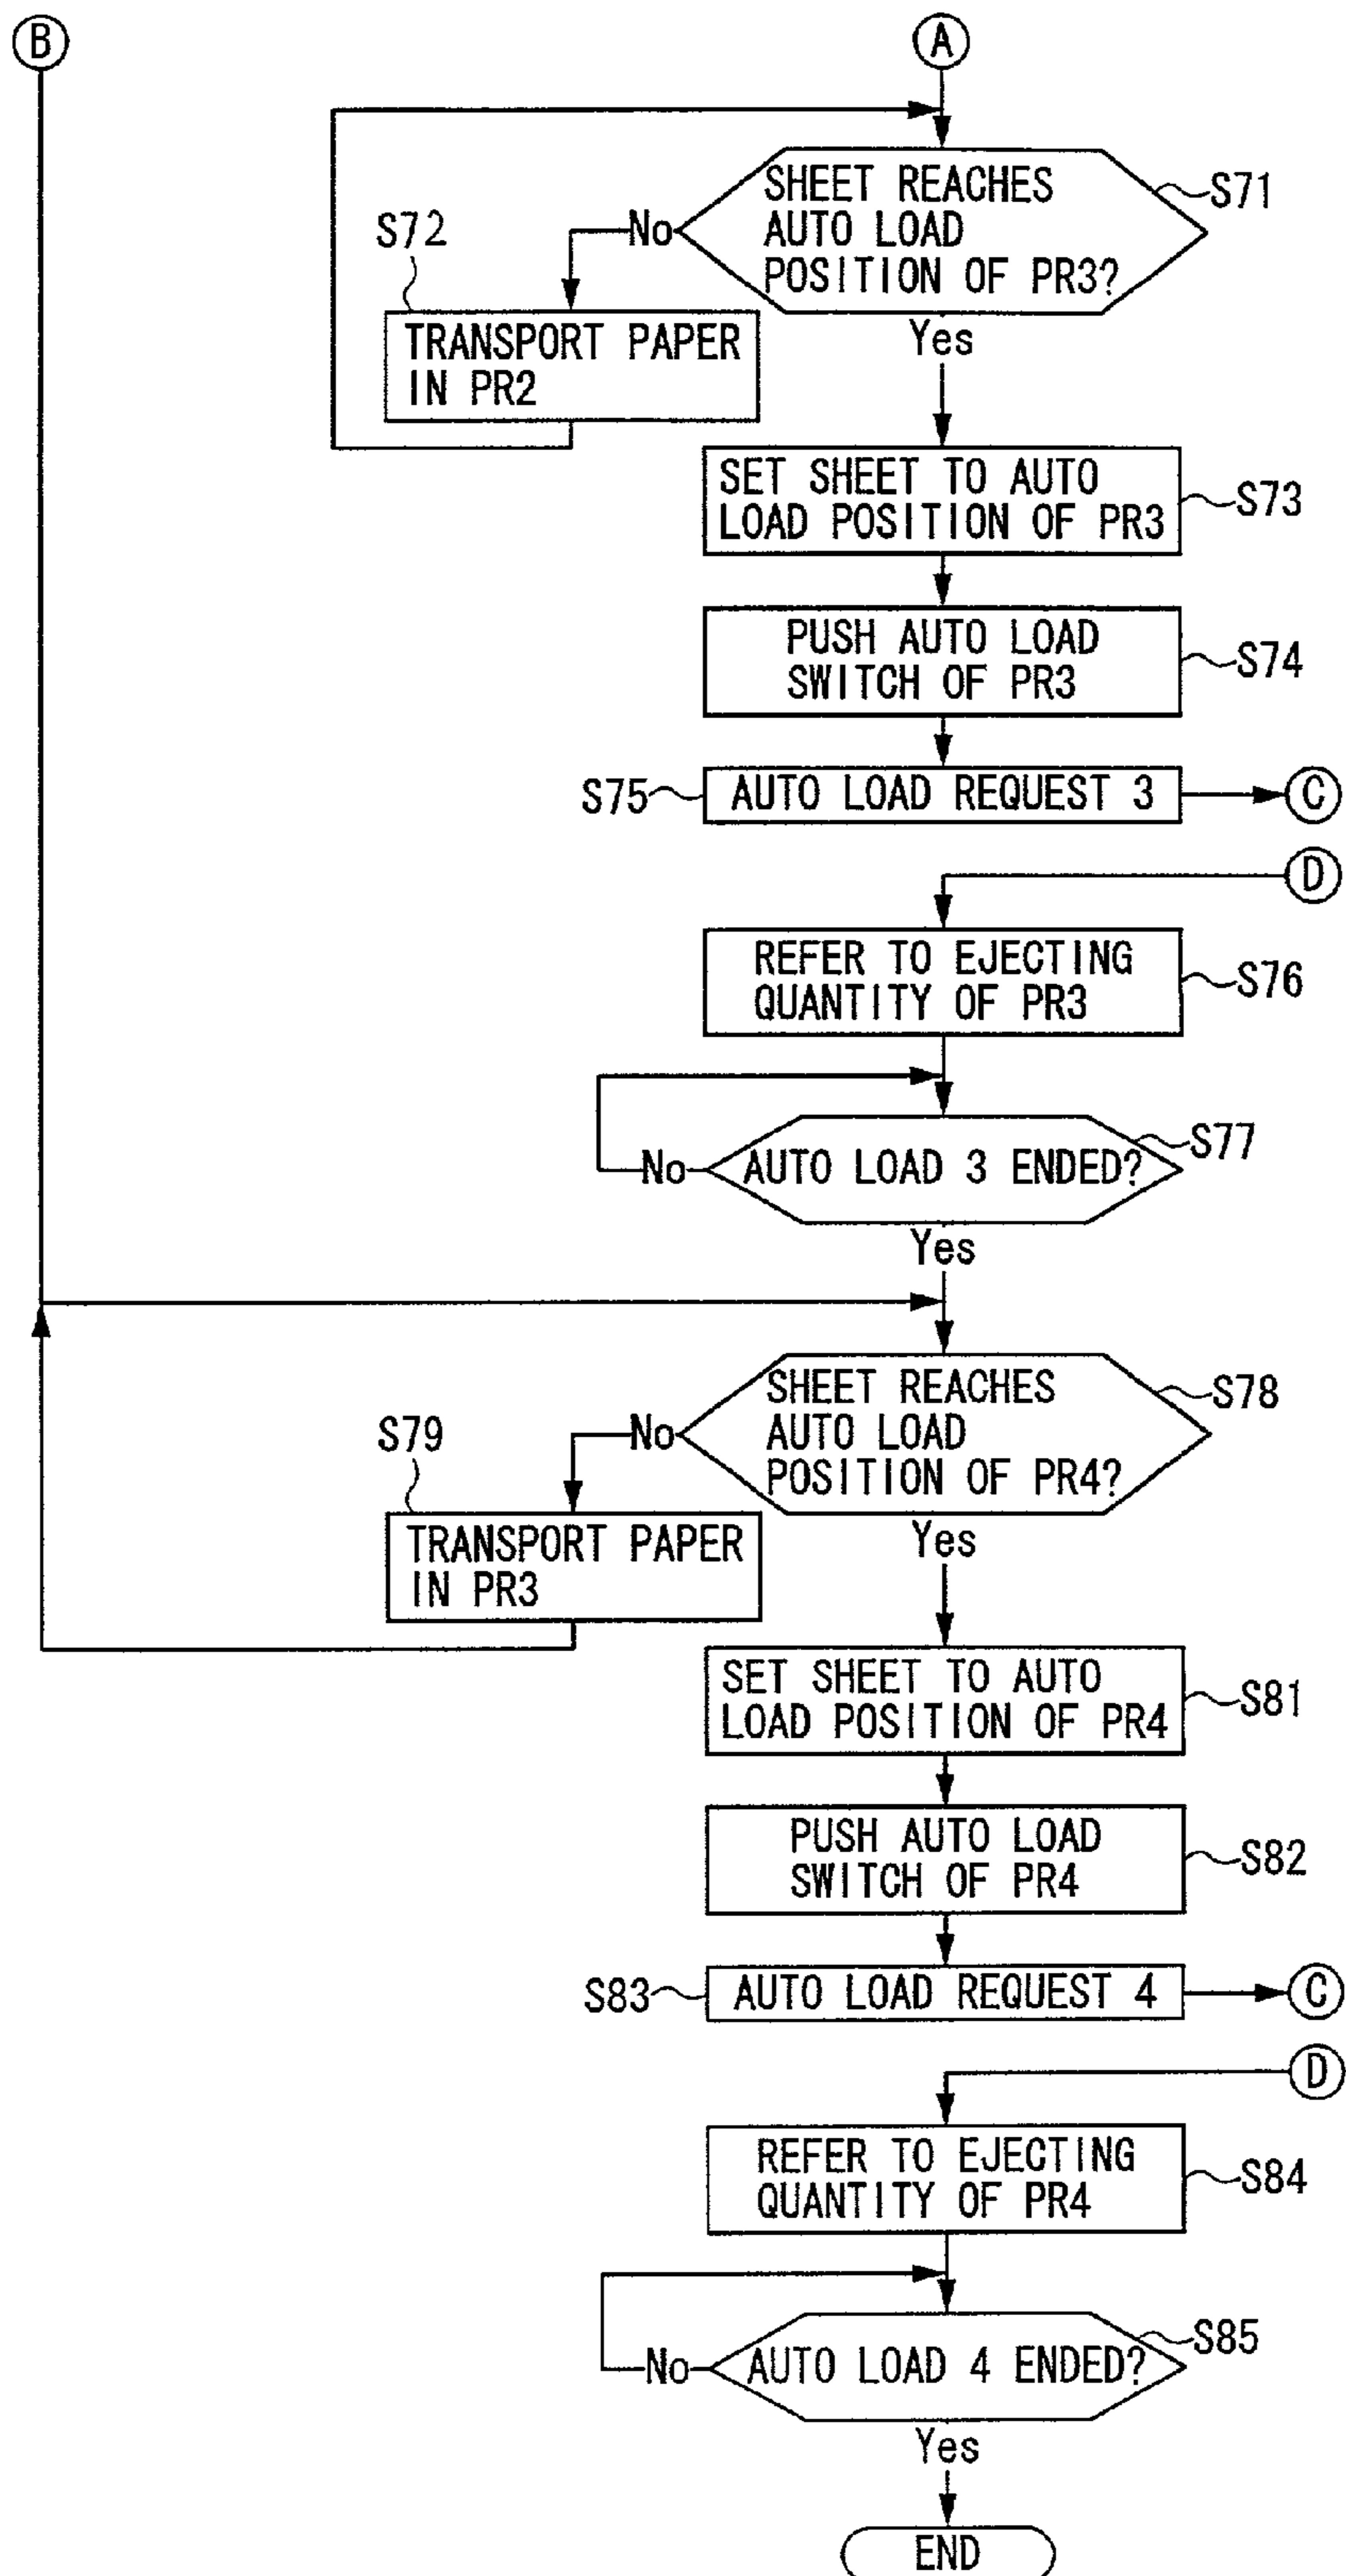 B
A
SHEET REACHES
AUTO LOAD
POSITION OF PR3?
S71
No
S72
TRANSPORT PAPER
IN PR2
Yes
SET SHEET TO AUTO
LOAD POSITION OF PR3
S73
PUSH AUTO LOAD
SWITCH OF PR3
S74
S75
AUTO LOAD REQUEST 3
C
D
REFER TO EJECTING
QUANTITY OF PR3
S76
S77
No
AUTO LOAD 3 ENDED?
Yes
SHEET REACHES
AUTO LOAD
POSITION OF PR4?
S78
No
S79
TRANSPORT PAPER
IN PR3
Yes
SET SHEET TO AUTO
LOAD POSITION OF PR4
S81
PUSH AUTO LOAD
SWITCH OF PR4
S82
S83
AUTO LOAD REQUEST 4
C
D
REFER TO EJECTING
QUANTITY OF PR4
S84
S85
No
AUTO LOAD 4 ENDED?
Yes
END